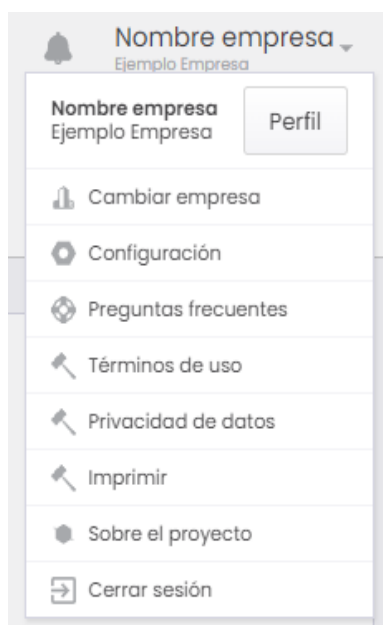 Nombre empresa
Ejemplo Empresa
Nombre empresa
Ejemplo Empresa
Perfil
Cambiar empresa
Configuración
Preguntas frecuentes
Términos de uso
Privacidad de datos
Imprimir
Sobre el proyecto
Cerrar sesión